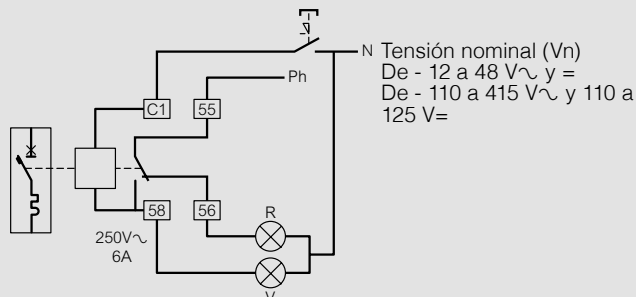 N
Tensión nominal (Vn)
De - 12 a 48 V∿ y =
De - 110 a 415 V∿ y 110 a
125 V=
Ph
C1
55
58
56
R
250V∿
6A
V